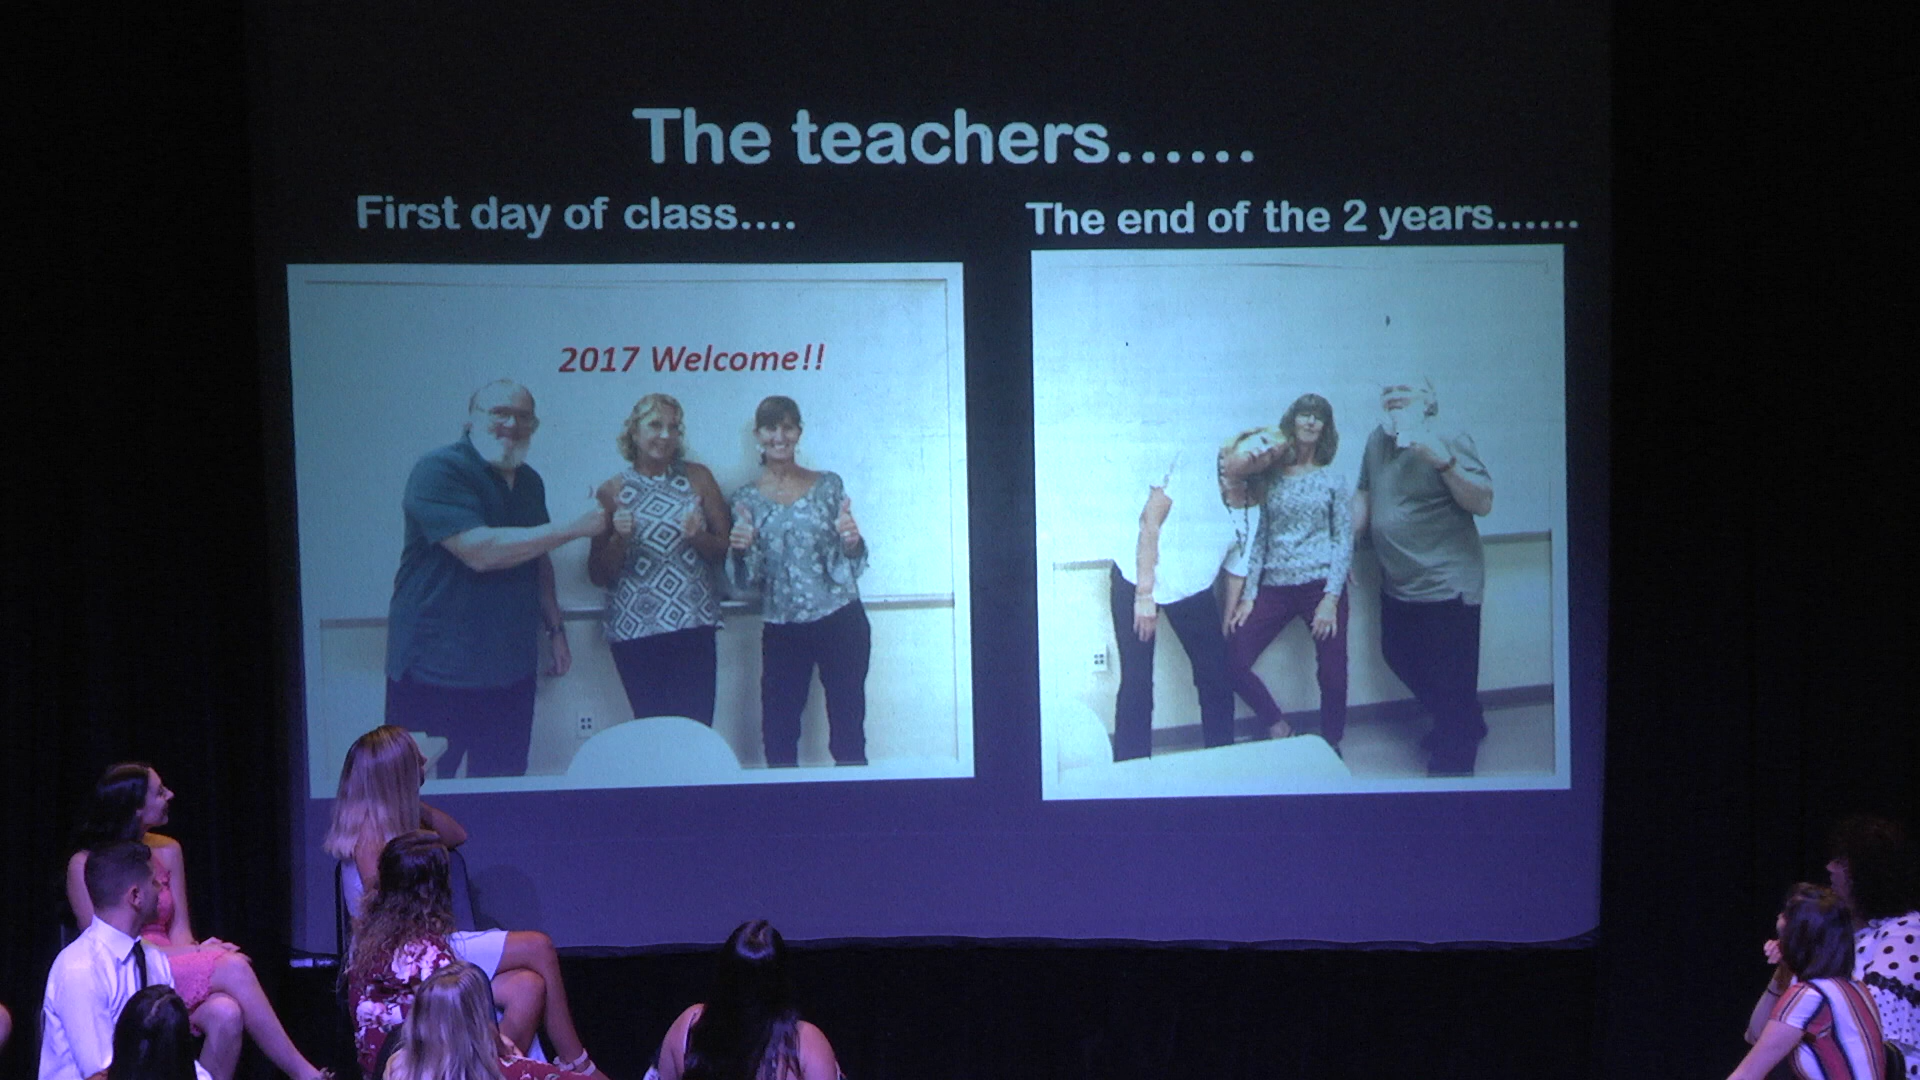 The teachers......
First day of class....
The end of the 2 years......
2017 Welcome!!